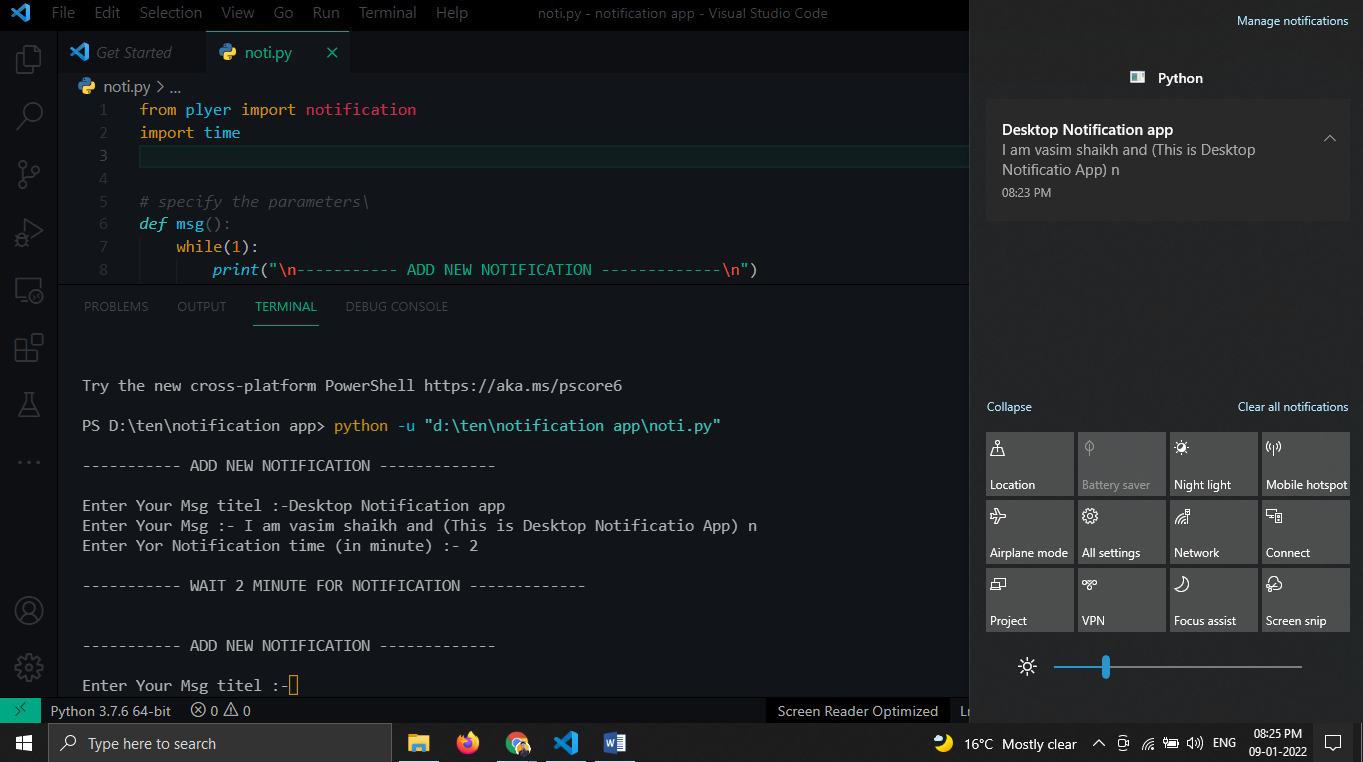 File Edit Selection View Go Run Terminal Help noti.py - notification app - Visual Studio Code
Get Started noti.py
noti.py > ...
1 from plyer import notification
2 import time
3
4
5 # specify the parameters\
6 def msg():
7 while(1):
8 print("\n----------- ADD NEW NOTIFICATION -------------\n")
PROBLEMS OUTPUT TERMINAL DEBUG CONSOLE
Try the new cross-platform PowerShell https://aka.ms/pscore6
PS D:\ten\notification app> python -u "d:\ten\notification app\noti.py"
----------- ADD NEW NOTIFICATION -------------
Enter Your Msg titel :-Desktop Notification app
Enter Your Msg :- I am vasim shaikh and (This is Desktop Notificatio App) n
Enter Yor Notification time (in minute) :- 2
----------- WAIT 2 MINUTE FOR NOTIFICATION -------------
----------- ADD NEW NOTIFICATION -------------
Enter Your Msg titel :-
Python 3.7.6 64-bit 0 0 Screen Reader Optimized
Manage notifications
Python
Desktop Notification app
I am vasim shaikh and (This is Desktop
Notificatio App) n
08:23 PM
Collapse Clear all notifications
Location Battery saver Night light Mobile hotspot
Airplane mode All settings Network Connect
Project VPN Focus assist Screen snip
Type here to search 16°C Mostly clear ENG 08:25 PM
09-01-2022